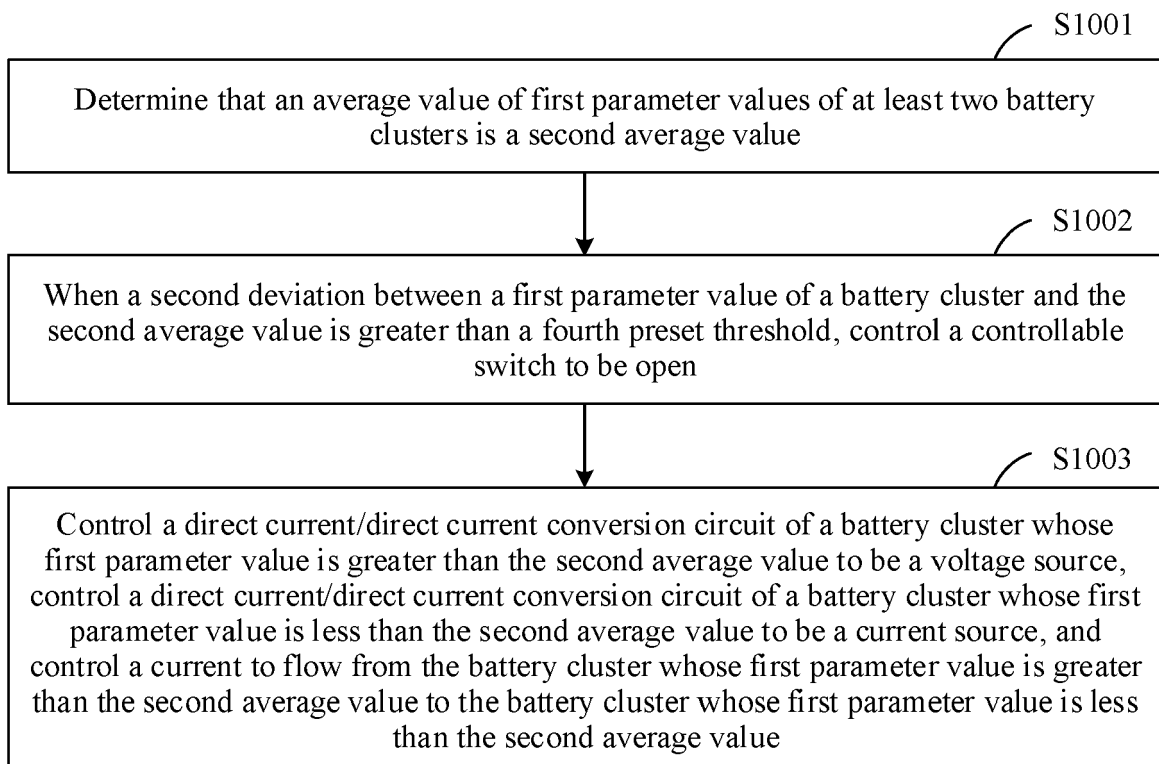 S1001
Determine that an average value of first parameter values of at least two battery
clusters is a second average value
S1002
When a second deviation between a first parameter value of a battery cluster and the
second average value is greater than a fourth preset threshold, control a controllable
switch to be open
S1003
Control a direct current/direct current conversion circuit of a battery cluster whose
first parameter value is greater than the second average value to be a voltage source,
control a direct current/direct current conversion circuit of a battery cluster whose first
parameter value is less than the second average value to be a current source, and
control a current to flow from the battery cluster whose first parameter value is greater
than the second average value to the battery cluster whose first parameter value is less
than the second average value